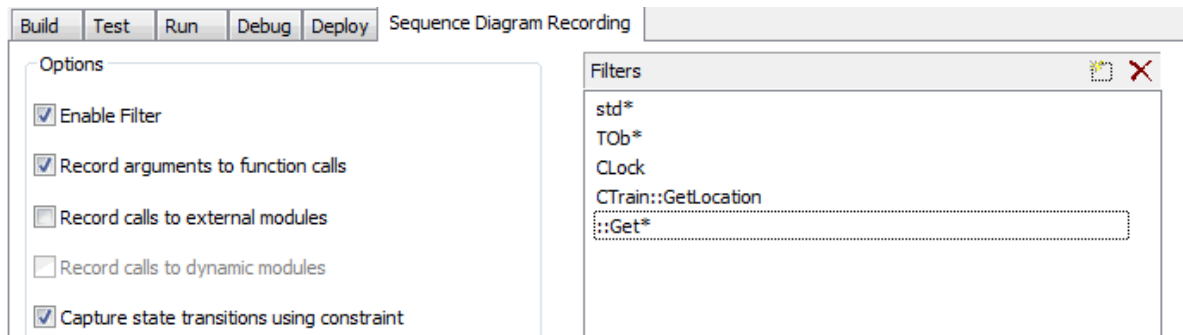 Build Test Run Debug Deploy Sequence Diagram Recording
Options
Enable Filter
Record arguments to function calls
Record calls to external modules
Record calls to dynamic modules
Capture state transitions using constraint
Filters
std*
TOb*
CLock
CTrain::GetLocation
::Get*